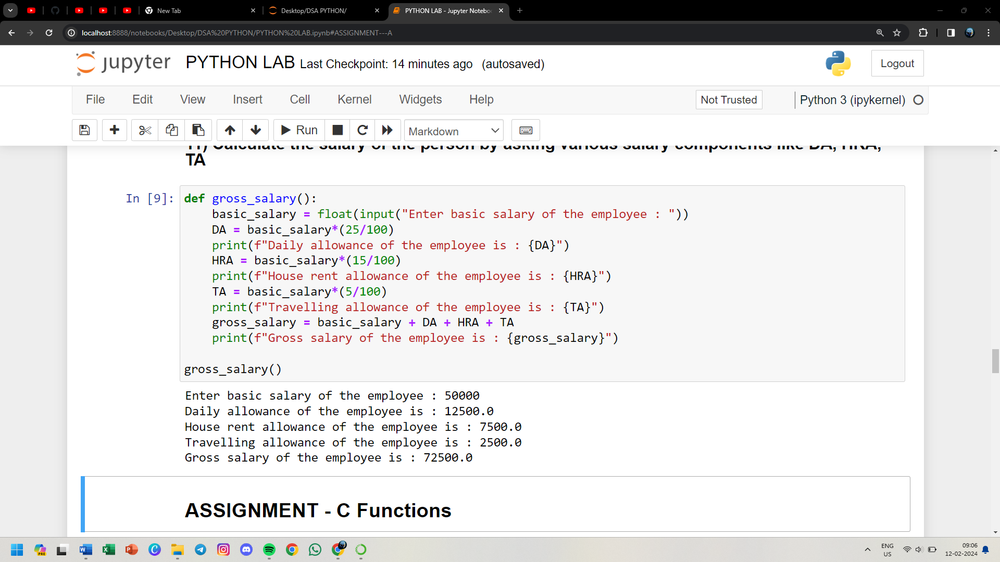 New Tab
Desktop/DSA PYTHON/
PYTHON LAB - Jupyter Notebo
localhost:8888/notebooks/Desktop/DSA%20PYTHON/PYTHON%20LAB.ipynb#ASSIGNMENT---A
jupyter PYTHON LAB Last Checkpoint: 14 minutes ago (autosaved)
Logout
File Edit View Insert Cell Kernel Widgets Help
Not Trusted
Python 3 (ipykernel)
Run
Markdown
11) Calculate the salary of the person by asking various salary components like DA, HRA,
TA
In [9]:
def gross_salary():
    basic_salary = float(input("Enter basic salary of the employee : "))
    DA = basic_salary*(25/100)
    print(f"Daily allowance of the employee is : {DA}")
    HRA = basic_salary*(15/100)
    print(f"House rent allowance of the employee is : {HRA}")
    TA = basic_salary*(5/100)
    print(f"Travelling allowance of the employee is : {TA}")
    gross_salary = basic_salary + DA + HRA + TA
    print(f"Gross salary of the employee is : {gross_salary}")
gross_salary()
Enter basic salary of the employee : 50000
Daily allowance of the employee is : 12500.0
House rent allowance of the employee is : 7500.0
Travelling allowance of the employee is : 2500.0
Gross salary of the employee is : 72500.0
ASSIGNMENT - C Functions
PRE
ENG
US
09:06
12-02-2024